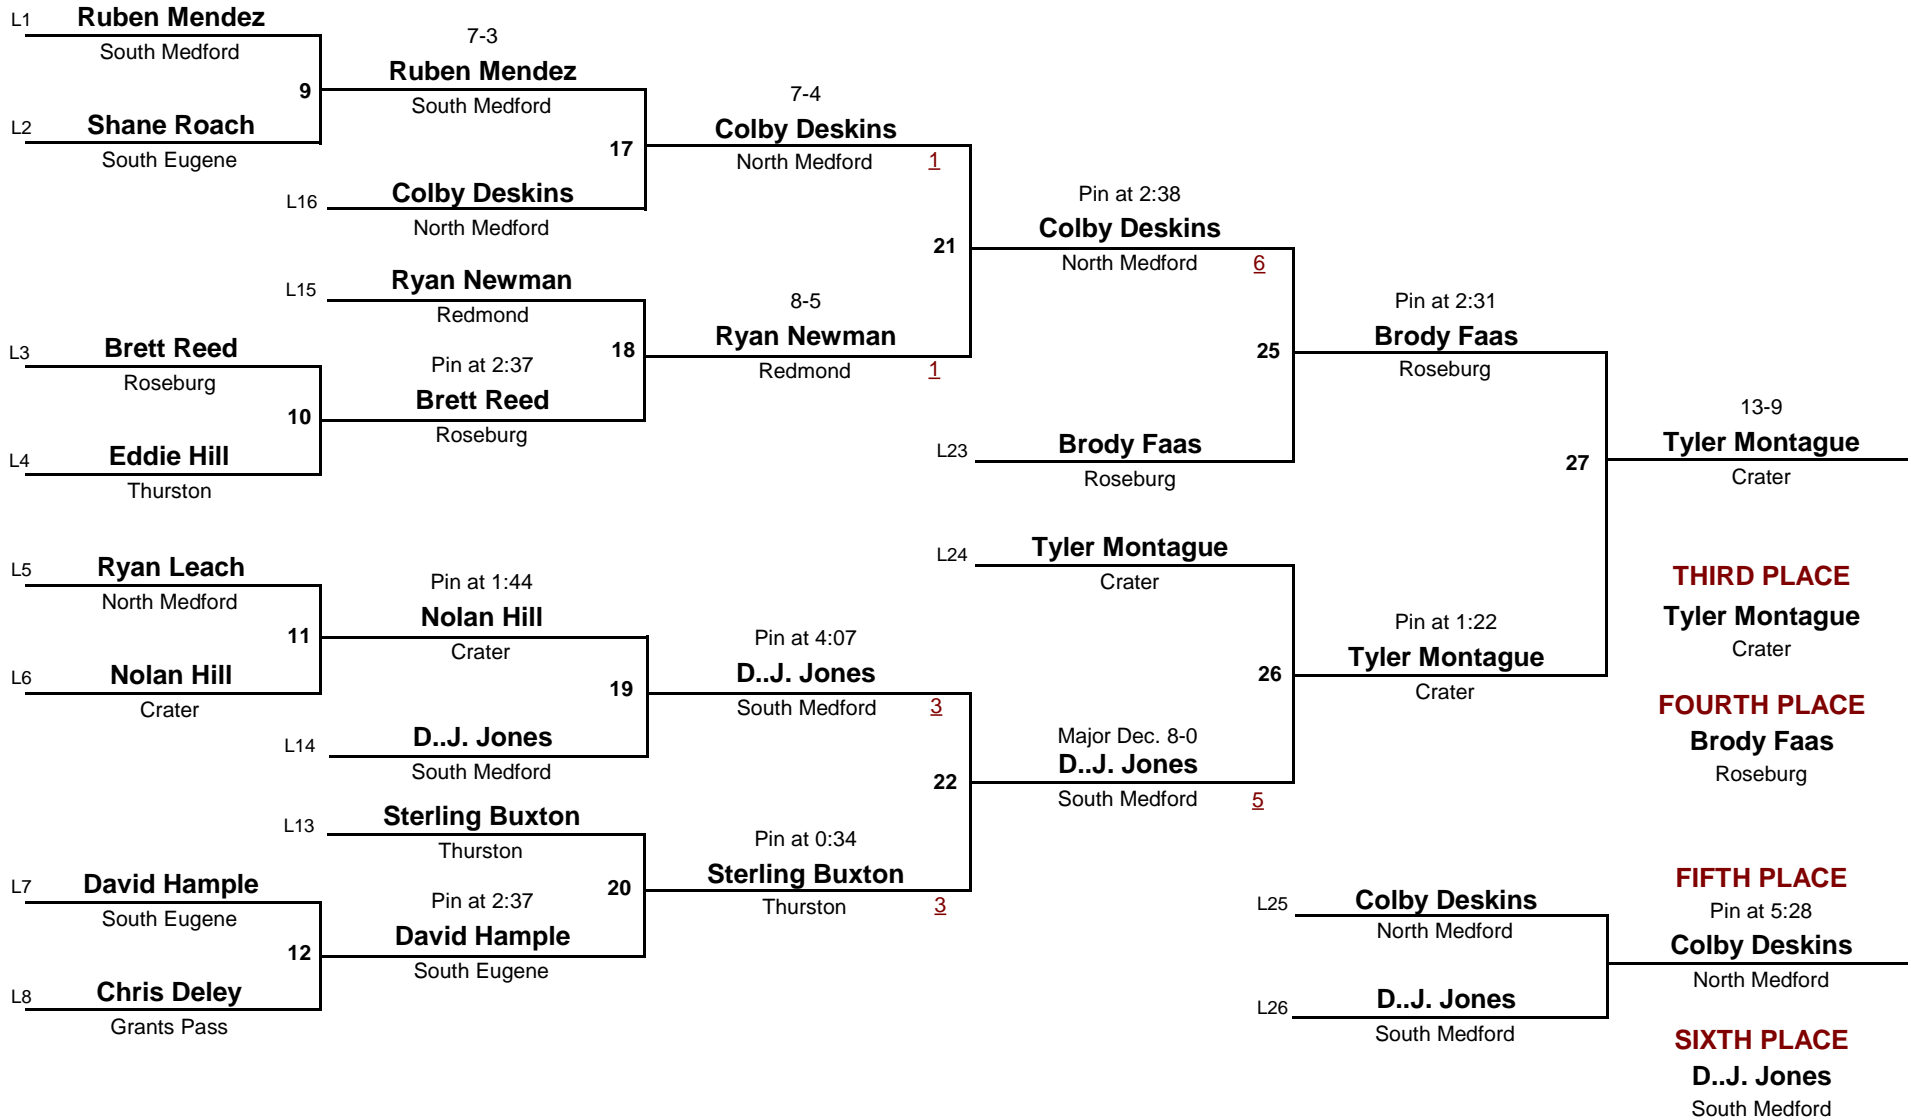 L1 Ruben Mendez
South Medford
9
L2 Shane Roach
South Eugene
7-3
Ruben Mendez
South Medford
17
L16 Colby Deskins
North Medford
7-4
Colby Deskins
North Medford 1
21
L15 Ryan Newman
Redmond
18
L3 Brett Reed
Roseburg
10
L4 Eddie Hill
Thurston
Pin at 2:37
Brett Reed
Roseburg
8-5
Ryan Newman
Redmond 1
Pin at 2:38
Colby Deskins
North Medford 6
25
L23 Brody Faas
Roseburg
Pin at 2:31
Brody Faas
Roseburg
27
13-9
Tyler Montague
Crater
L5 Ryan Leach
North Medford
11
L6 Nolan Hill
Crater
Pin at 1:44
Nolan Hill
Crater
19
L14 D..J. Jones
South Medford
Pin at 4:07
D..J. Jones
South Medford 3
22
L13 Sterling Buxton
Thurston
20
L7 David Hample
South Eugene
12
L8 Chris Deley
Grants Pass
Pin at 2:37
David Hample
South Eugene
Pin at 0:34
Sterling Buxton
Thurston 3
L24 Tyler Montague
Crater
26
Major Dec. 8-0
D..J. Jones
South Medford 5
Pin at 1:22
Tyler Montague
Crater
THIRD PLACE
Tyler Montague
Crater
FOURTH PLACE
Brody Faas
Roseburg
L25 Colby Deskins
North Medford
L26 D..J. Jones
South Medford
FIFTH PLACE
Pin at 5:28
Colby Deskins
North Medford
SIXTH PLACE
D..J. Jones
South Medford